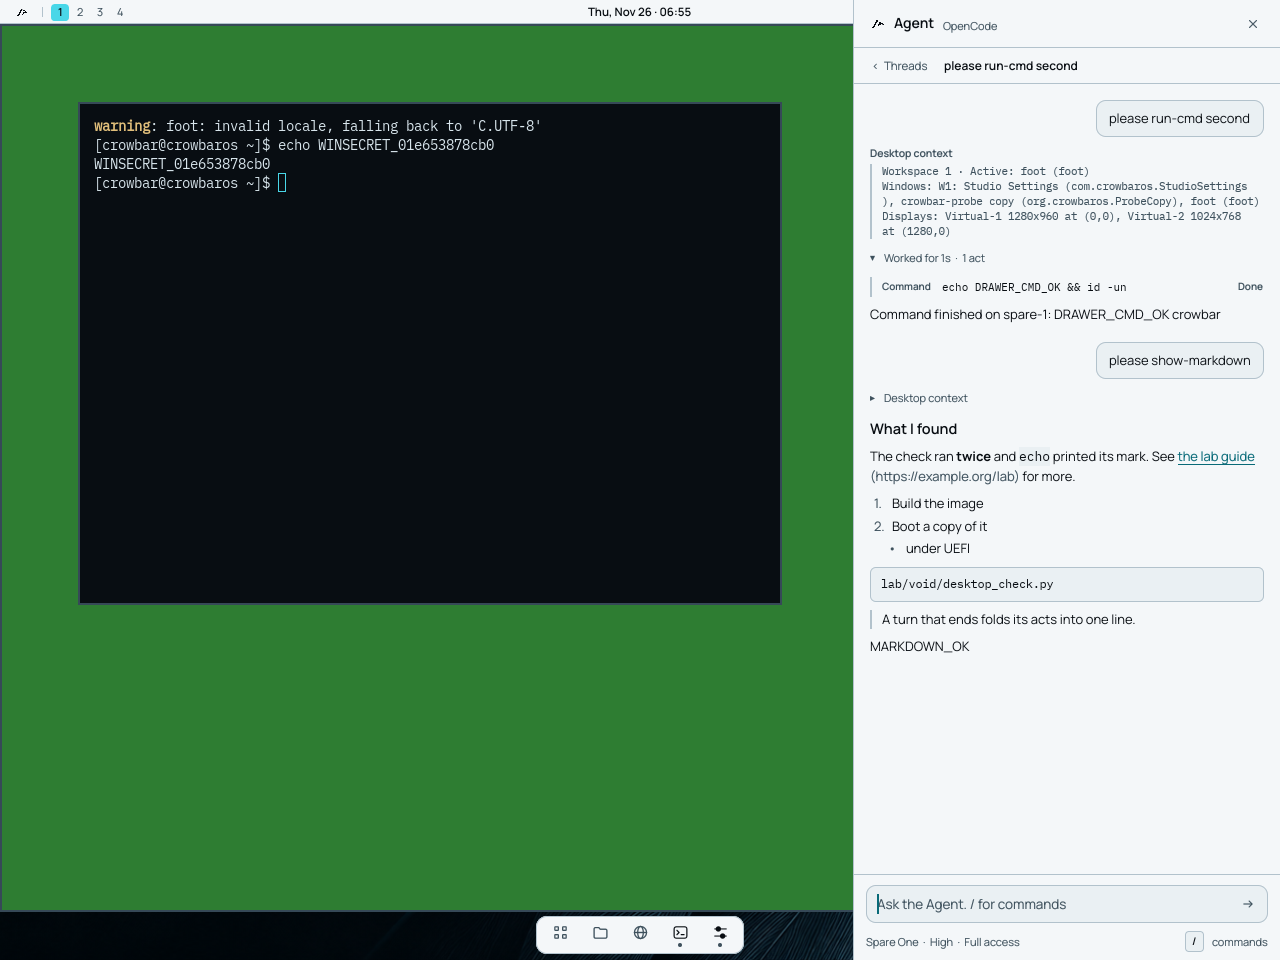 1 2 3 4
Thu, Nov 26 · 06:55
warning: foot: invalid locale, falling back to 'C.UTF-8'
[crowbar@crowbaros ~]$ echo WINSECRET_01e653878cb0
WINSECRET_01e653878cb0
[crowbar@crowbaros ~]$
Agent OpenCode
‹ Threads please run-cmd second
please run-cmd second
Desktop context
Workspace 1 · Active: foot (foot)
Windows: W1: Studio Settings (com.crowbaros.StudioSettings
), crowbar-probe copy (org.crowbaros.ProbeCopy), foot (foot)
Displays: Virtual-1 1280x960 at (0,0), Virtual-2 1024x768
at (1280,0)
▾ Worked for 1s · 1 act
Command echo DRAWER_CMD_OK && id -un Done
Command finished on spare-1: DRAWER_CMD_OK crowbar
please show-markdown
▸ Desktop context
What I found
The check ran twice and echo printed its mark. See the lab guide
(https://example.org/lab) for more.
1. Build the image
2. Boot a copy of it
• under UEFI
lab/void/desktop_check.py
A turn that ends folds its acts into one line.
MARKDOWN_OK
Ask the Agent. / for commands
Spare One · High · Full access / commands